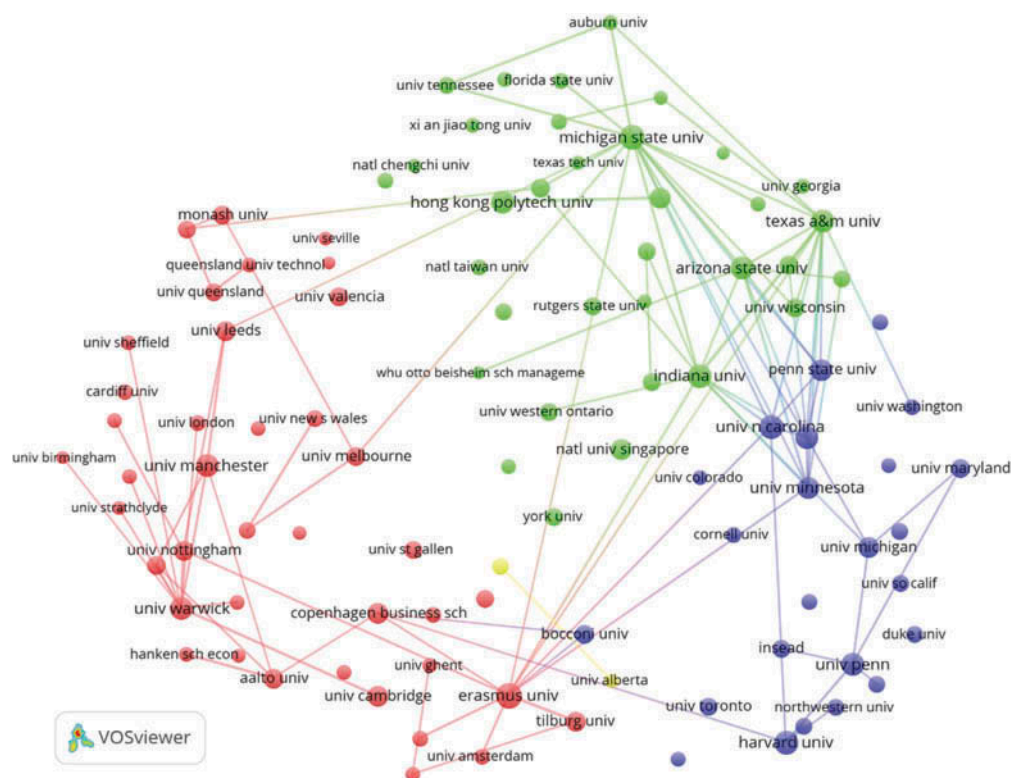 auburn univ
univ tennessee
florida state univ
xi an jiao tong univ
michigan state univ
natl chengchi univ
texas tech univ
univ georgia
hong kong polytech univ
monash univ
texas a&m univ
univ seville
queensland univ technol
natl taiwan univ
arizona state univ
univ queensland
univ valencia
rutgers state univ
univ wisconsin
univ leeds
univ sheffield
penn state univ
whu otto beisheim sch manageme
indiana univ
cardiff univ
univ washington
univ western ontario
univ london
univ new s wales
univ n carolina
natl univ singapore
univ birmingham
univ manchester
univ melbourne
univ maryland
univ colorado
univ minnesota
univ strathclyde
york univ
cornell univ
univ nottingham
univ st gallen
univ michigan
univ so calif
univ warwick
copenhagen business sch
bocconi univ
duke univ
insead
hanken sch econ
univ ghent
univ penn
aalto univ
univ alberta
univ cambridge
erasmus univ
univ toronto
northwestern univ
tilburg univ
harvard univ
univ amsterdam
VOSviewer